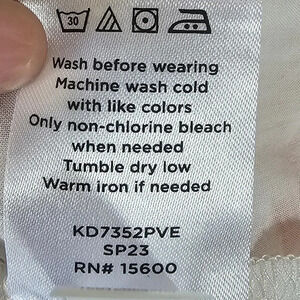 30
Wash before wearing
Machine wash cold
with like colors
Only non-chlorine bleach
when needed
Tumble dry low
Warm iron if needed
KD7352PVE
SP23
RN# 15600